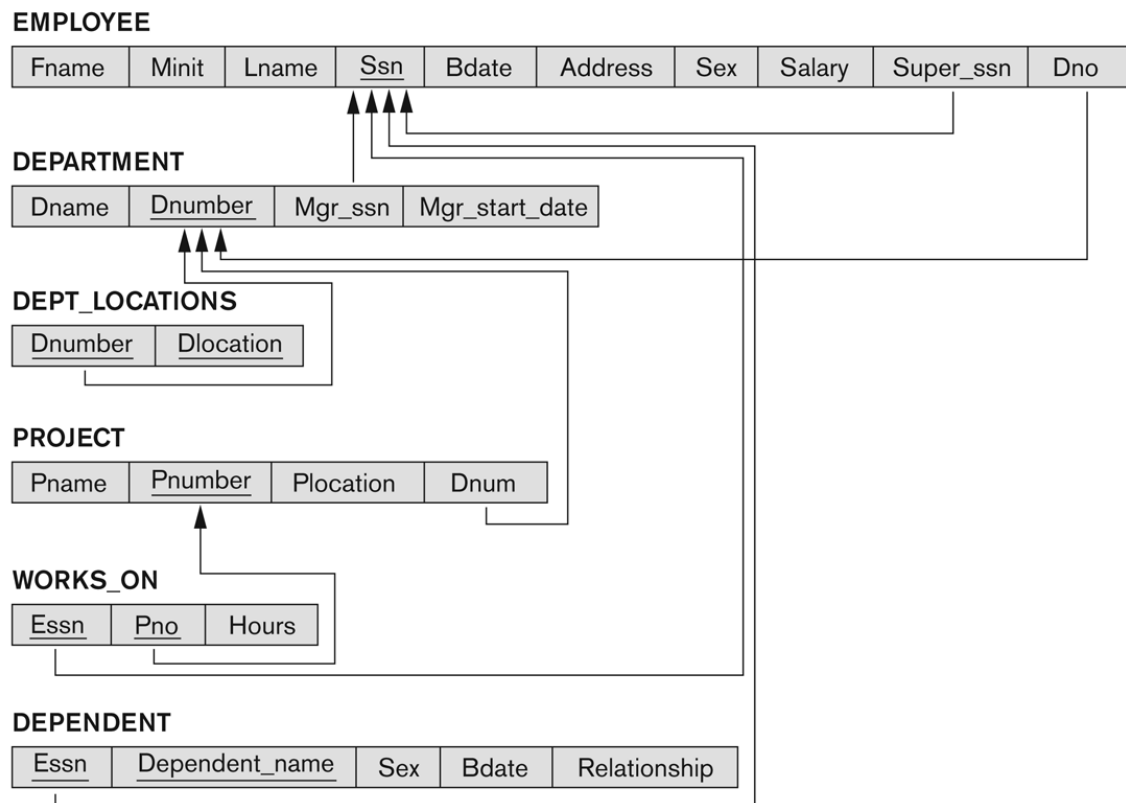 EMPLOYEE
Fname Minit Lname Ssn Bdate Address Sex Salary Super_ssn Dno
DEPARTMENT
Dname Dnumber Mgr_ssn Mgr_start_date
DEPT_LOCATIONS
Dnumber Dlocation
PROJECT
Pname Pnumber Plocation Dnum
WORKS_ON
Essn Pno Hours
DEPENDENT
Essn Dependent_name Sex Bdate Relationship